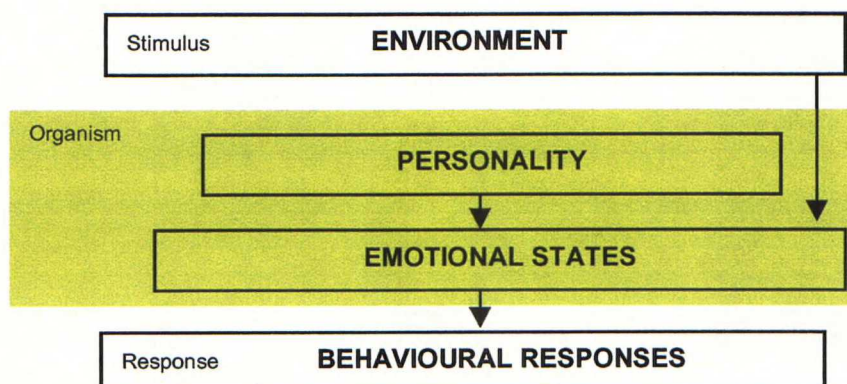 Stimulus ENVIRONMENT
Organism
PERSONALITY
EMOTIONAL STATES
Response BEHAVIOURAL RESPONSES